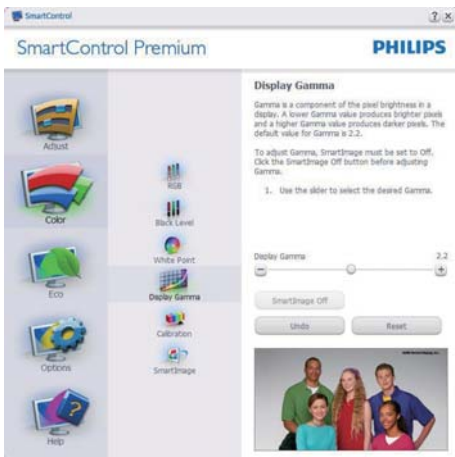 SmartControl
SmartControl Premium
PHILIPS
Adjust
Color
Eco
Options
Help
RGB
Black Level
White Point
Display Gamma
Calibration
SmartImage
Display Gamma
Gamma is a component of the pixel brightness in a
display. A lower Gamma value produces brighter pixels
and a higher Gamma value produces darker pixels. The
default value for Gamma is 2.2.
To adjust Gamma, SmartImage must be set to Off.
Click the SmartImage Off button before adjusting
Gamma.
1. Use the slider to select the desired Gamma.
Display Gamma 2.2
SmartImage Off
Undo Reset